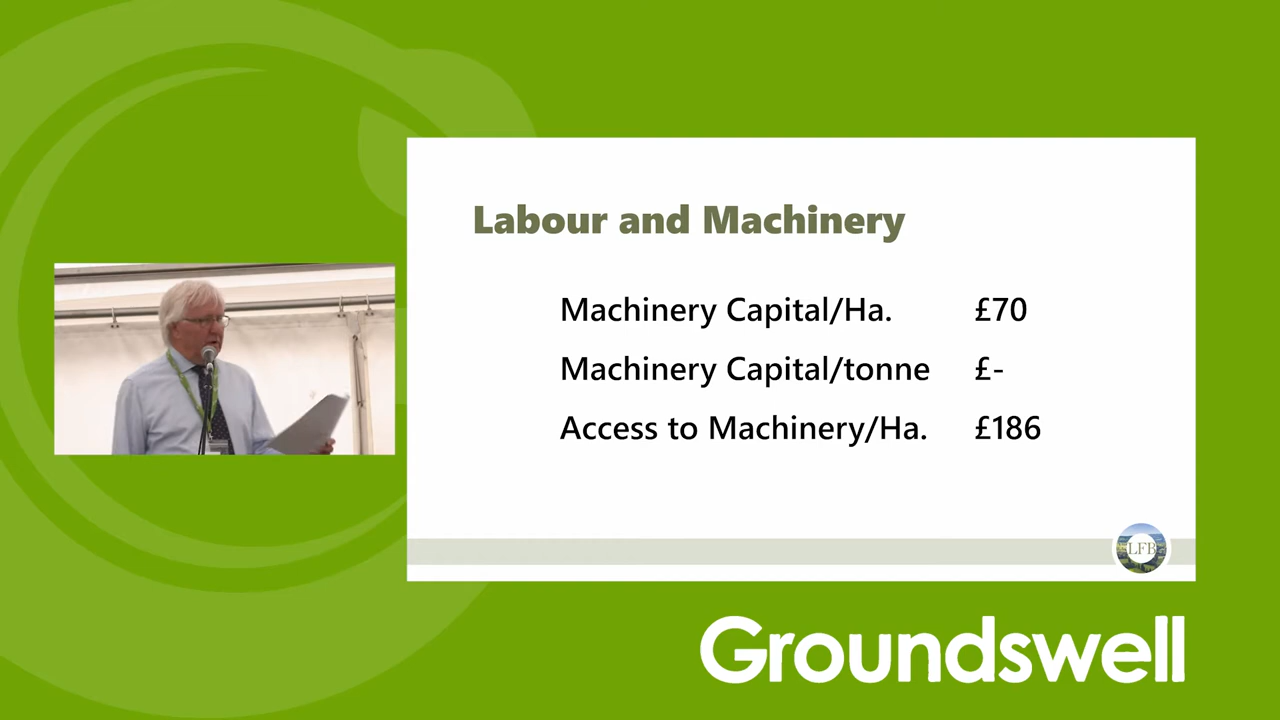 Labour and Machinery
Machinery Capital/Ha. £70
Machinery Capital/tonne £-
Access to Machinery/Ha. £186
LFB
Groundswell